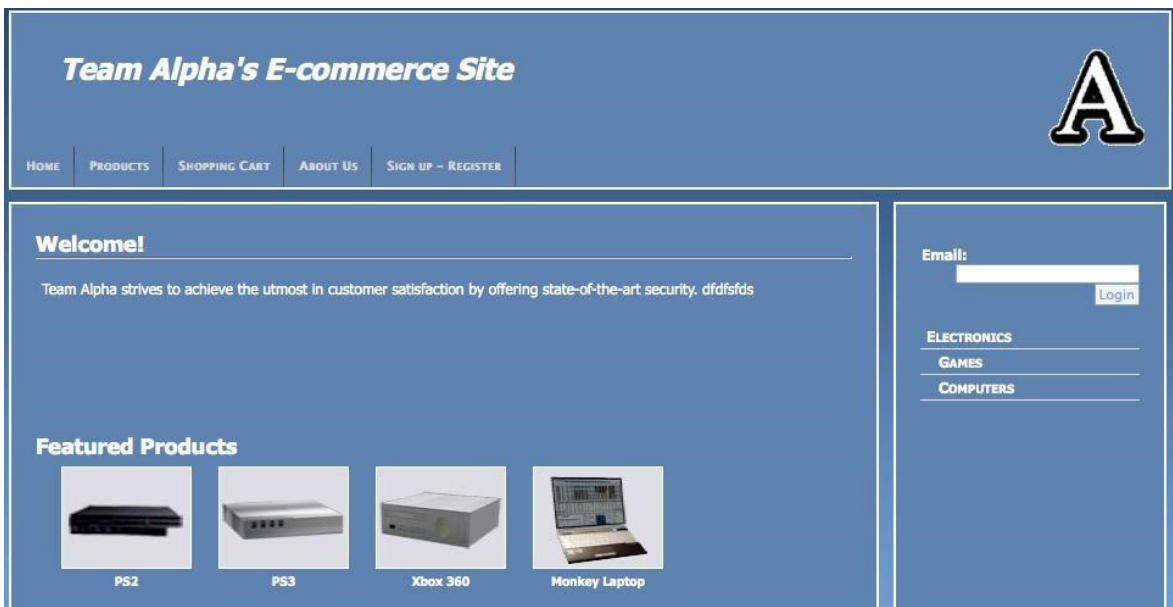 Team Alpha's E-commerce Site
A
Home Products Shopping Cart About Us Sign up - Register
Welcome!
Team Alpha strives to achieve the utmost in customer satisfaction by offering state-of-the-art security. dfdfsfds
Email:
Login
Electronics
Games
Computers
Featured Products
PS2 PS3 Xbox 360 Monkey Laptop